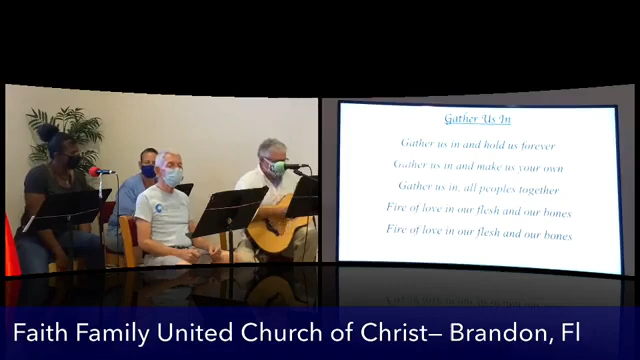 Gather Us In
Gather us in and hold us forever
Gather us in and make us your own
Gather us in, all peoples together
Fire of love in our flesh and our bones
Fire of love in our flesh and our bones
Faith Family United Church of Christ– Brandon, Fl